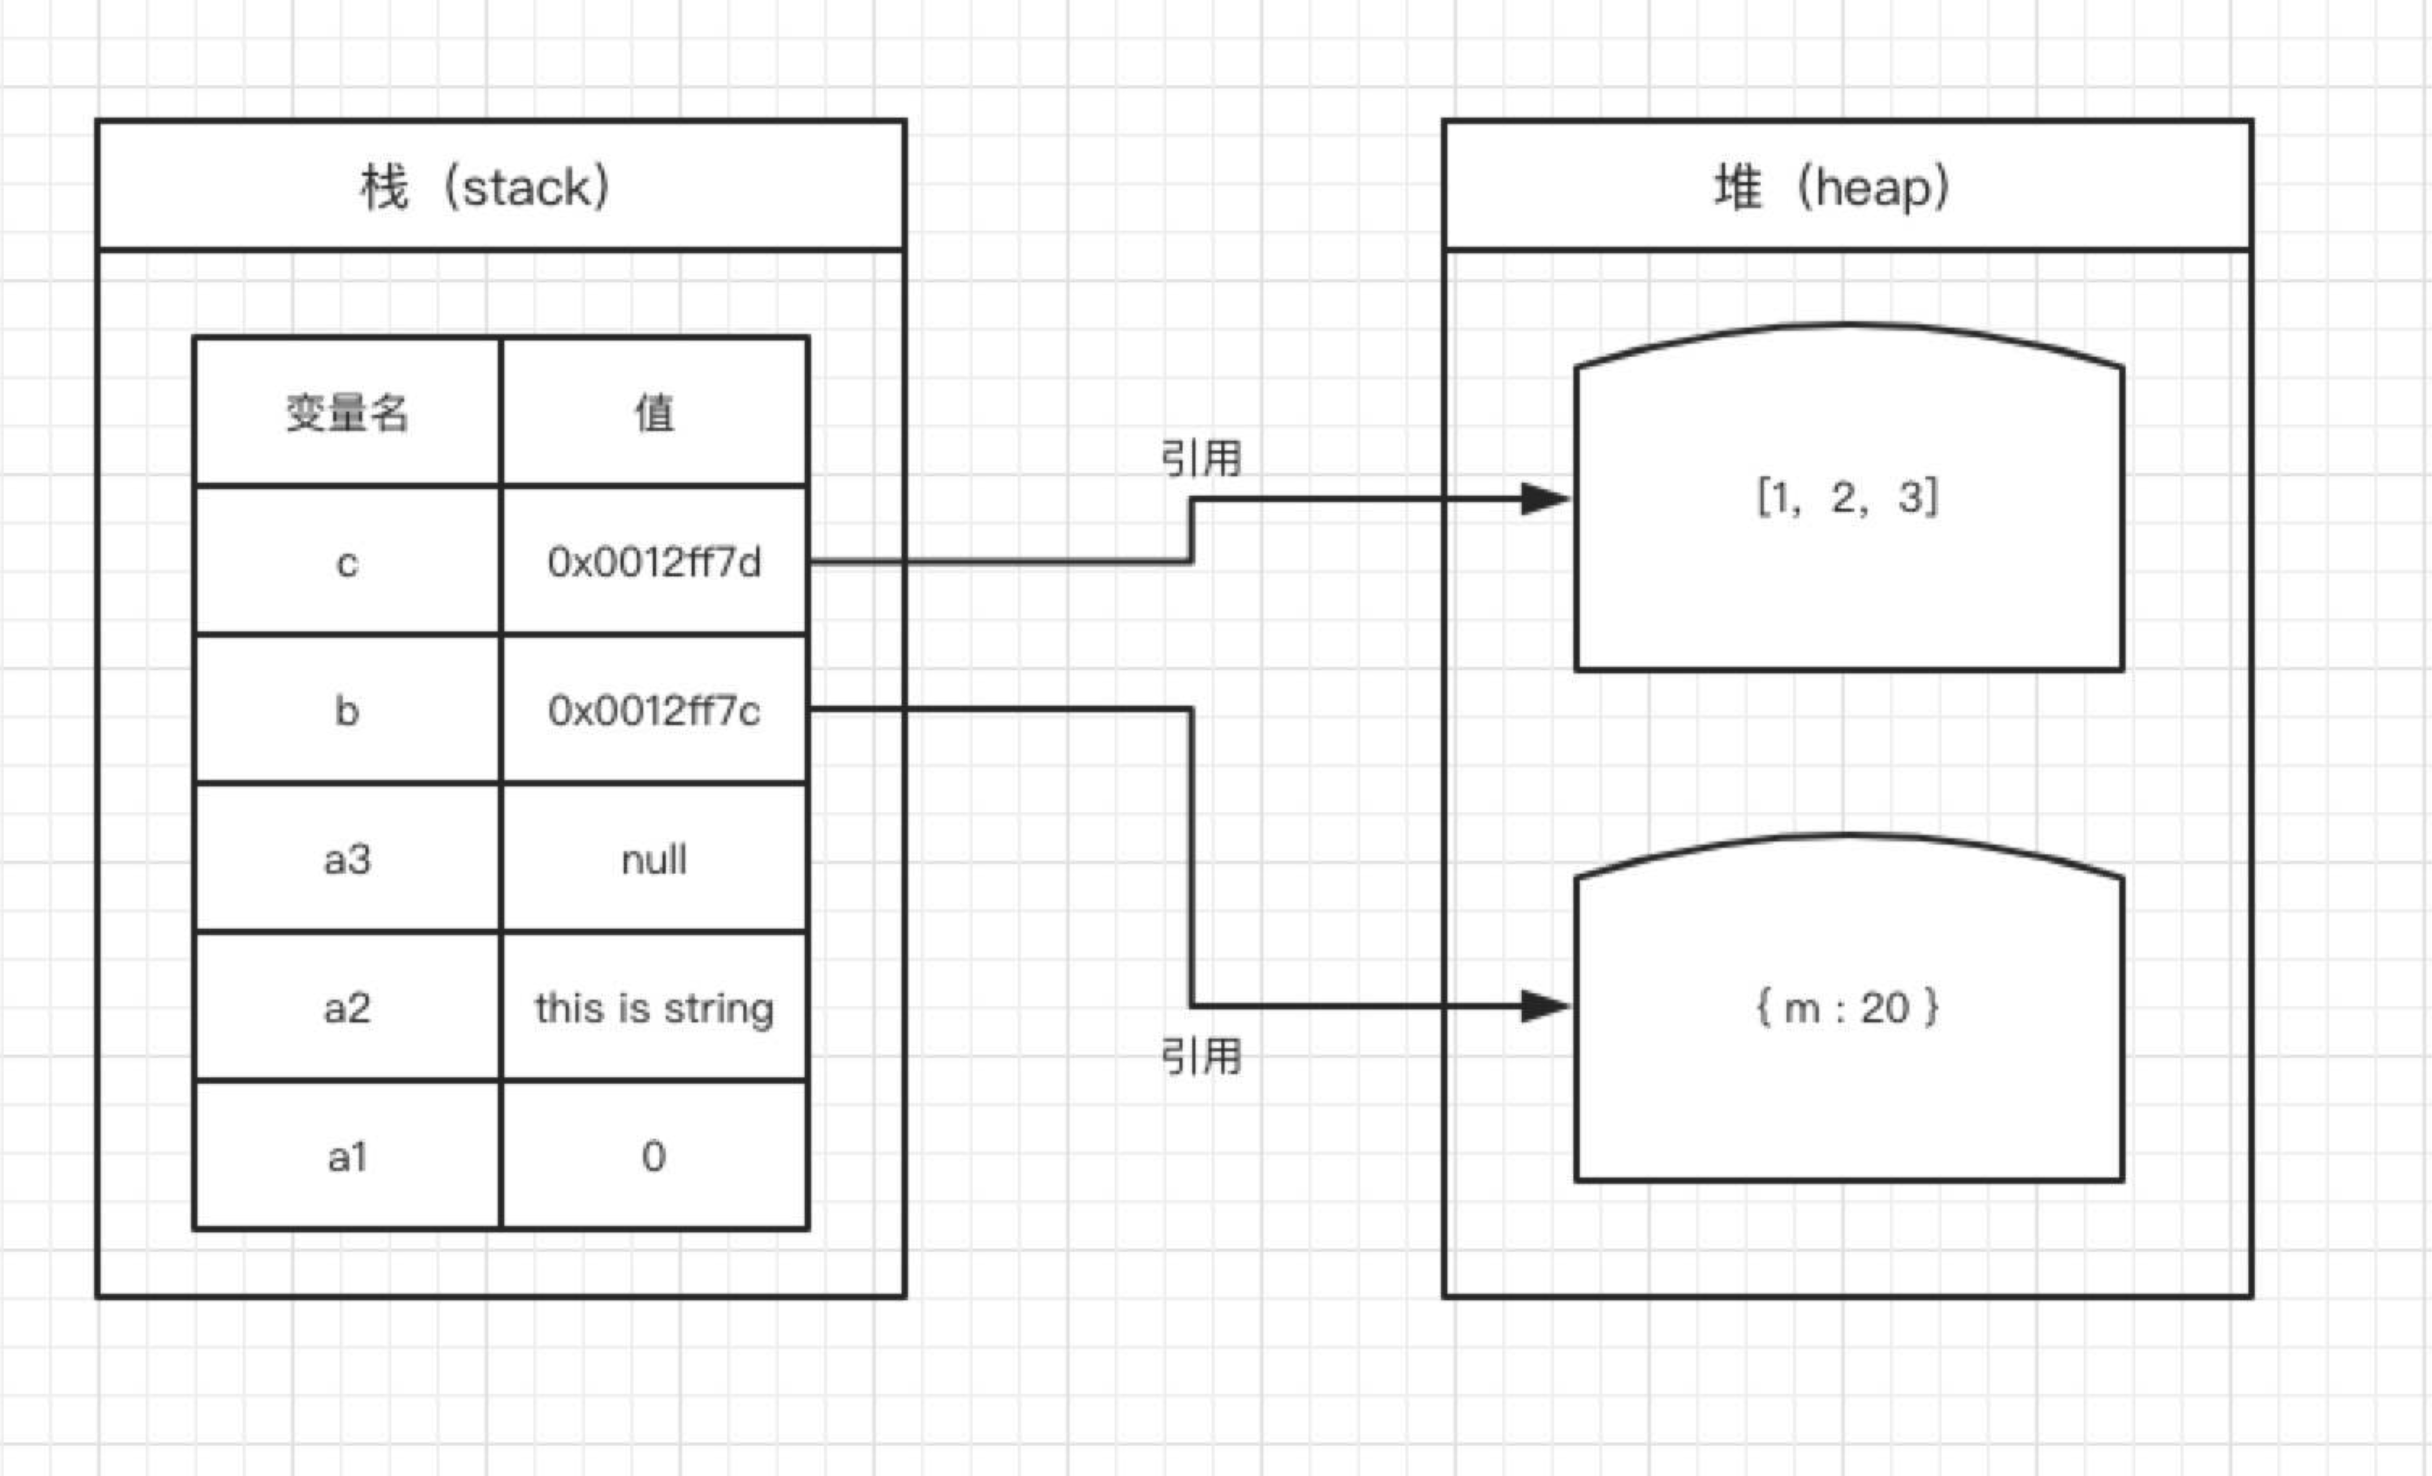 栈（stack）
变量名 值
c 0x0012ff7d
b 0x0012ff7c
a3 null
a2 this is string
a1 0
引用
引用
堆（heap）
[1，2，3]
{ m : 20 }